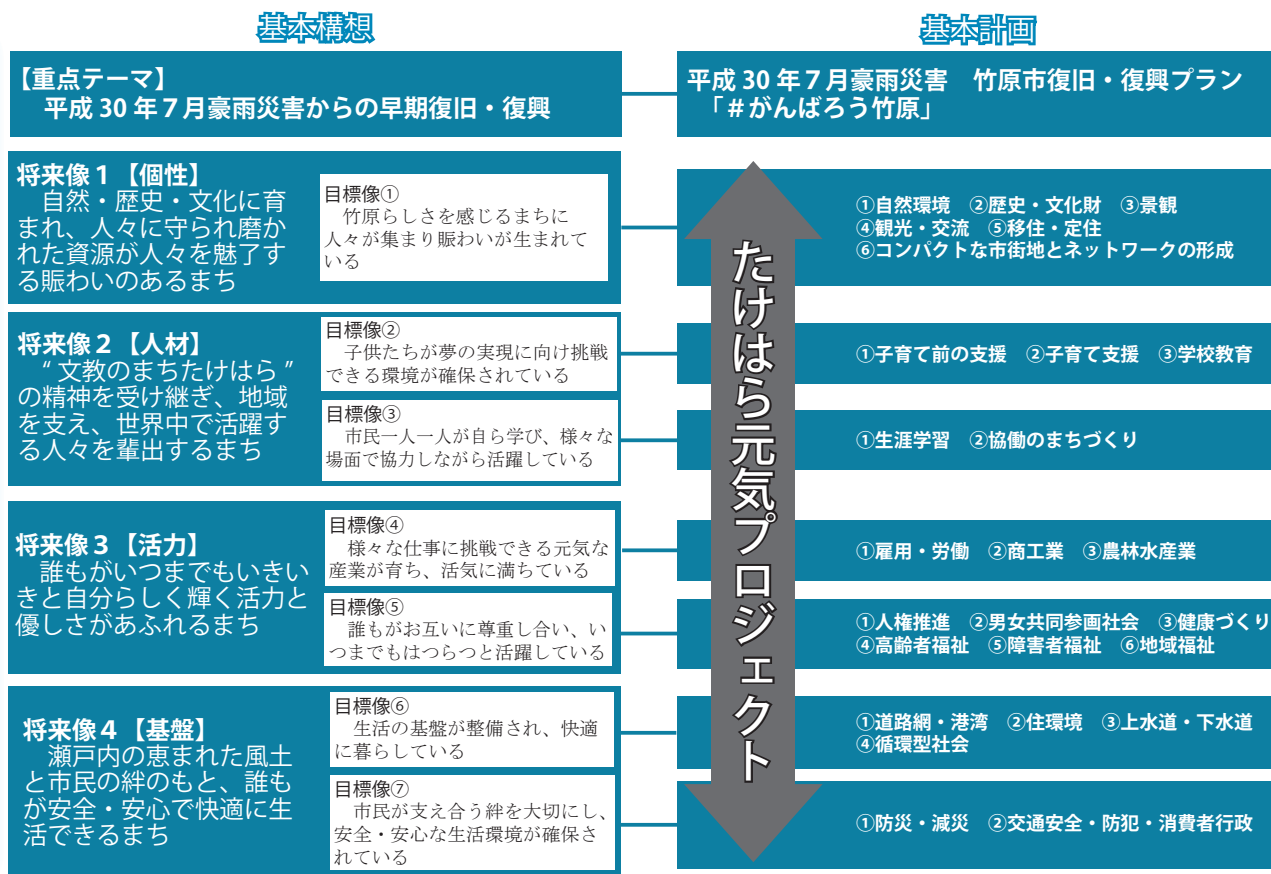 基本構想
基本計画
【重点テーマ】
平成30年7月豪雨災害からの早期復旧・復興
平成30年7月豪雨災害　竹原市復旧・復興プラン
「＃がんばろう竹原」
将来像1【個性】
自然・歴史・文化に育
まれ、人々に守られ磨か
れた資源が人々を魅了す
る賑わいのあるまち
目標像①
竹原らしさを感じるまちに
人々が集まり賑わいが生まれて
いる
①自然環境　②歴史・文化財　③景観
④観光・交流　⑤移住・定住
⑥コンパクトな市街地とネットワークの形成
たけはら元気プロジェクト
将来像2【人材】
“文教のまちたけはら”
の精神を受け継ぎ、地域
を支え、世界中で活躍す
る人々を輩出するまち
目標像②
子供たちが夢の実現に向け挑戦
できる環境が確保されている
①子育て前の支援　②子育て支援　③学校教育
目標像③
市民一人一人が自ら学び、様々な
場面で協力しながら活躍している
①生涯学習　②協働のまちづくり
将来像3【活力】
誰もがいつまでもいきい
きと自分らしく輝く活力と
優しさがあふれるまち
目標像④
様々な仕事に挑戦できる元気な
産業が育ち、活気に満ちている
①雇用・労働　②商工業　③農林水産業
目標像⑤
誰もがお互いに尊重し合い、い
つまでもはつらつと活躍している
①人権推進　②男女共同参画社会　③健康づくり
④高齢者福祉　⑤障害者福祉　⑥地域福祉
将来像4【基盤】
瀬戸内の恵まれた風土
と市民の絆のもと、誰も
が安全・安心で快適に生
活できるまち
目標像⑥
生活の基盤が整備され、快適
に暮らしている
①道路網・港湾　②住環境　③上水道・下水道
④循環型社会
目標像⑦
市民が支え合う絆を大切にし、
安全・安心な生活環境が確保さ
れている
①防災・減災　②交通安全・防犯・消費者行政